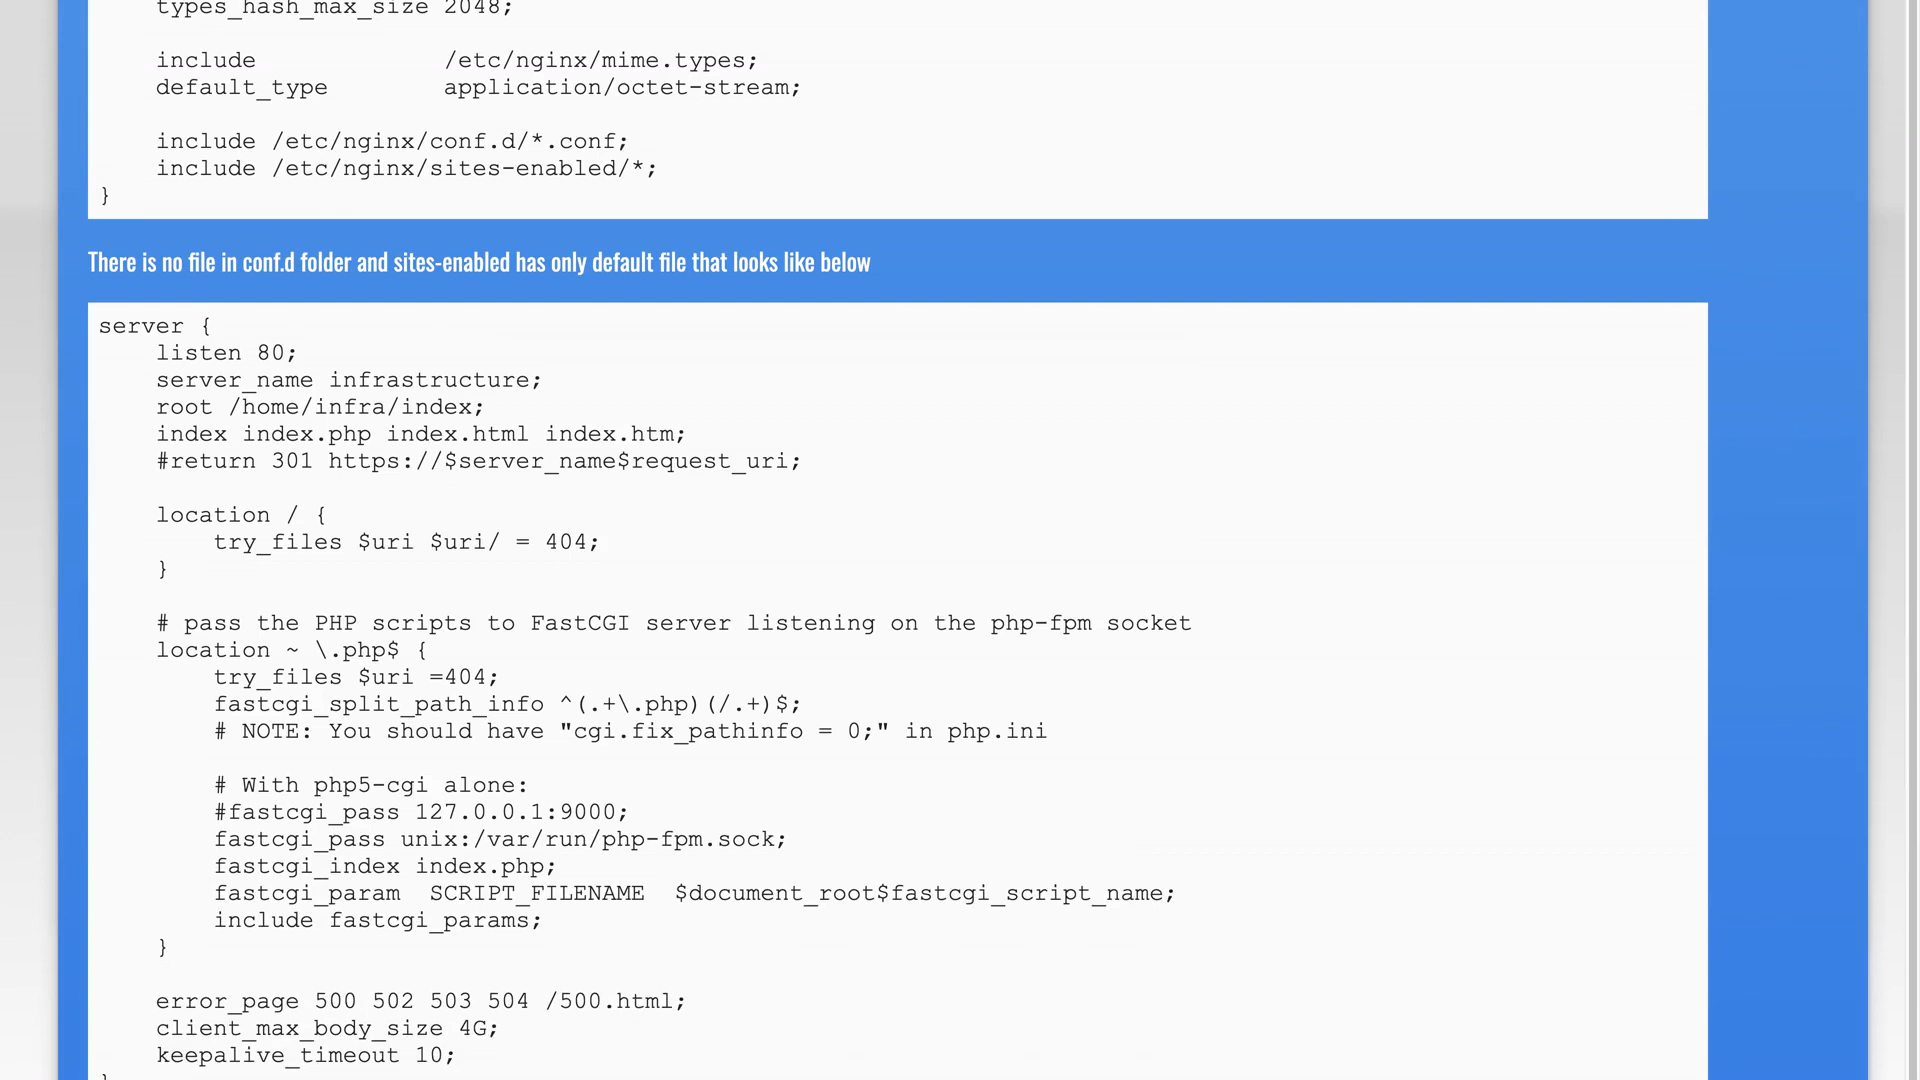 types_hash_max_size 2048;
include /etc/nginx/mime.types;
default_type application/octet-stream;
include /etc/nginx/conf.d/*.conf;
include /etc/nginx/sites-enabled/*;
}
There is no file in conf.d folder and sites-enabled has only default file that looks like below
server {
listen 80;
server_name infrastructure;
root /home/infra/index;
index index.php index.html index.htm;
#return 301 https://$server_name$request_uri;
location / {
try_files $uri $uri/ = 404;
}
# pass the PHP scripts to FastCGI server listening on the php-fpm socket
location ~ \.php$ {
try_files $uri =404;
fastcgi_split_path_info ^(.+\.php)(/.+)$;
# NOTE: You should have "cgi.fix_pathinfo = 0;" in php.ini
# With php5-cgi alone:
#fastcgi_pass 127.0.0.1:9000;
fastcgi_pass unix:/var/run/php-fpm.sock;
fastcgi_index index.php;
fastcgi_param SCRIPT_FILENAME $document_root$fastcgi_script_name;
include fastcgi_params;
}
error_page 500 502 503 504 /500.html;
client_max_body_size 4G;
keepalive_timeout 10;
}